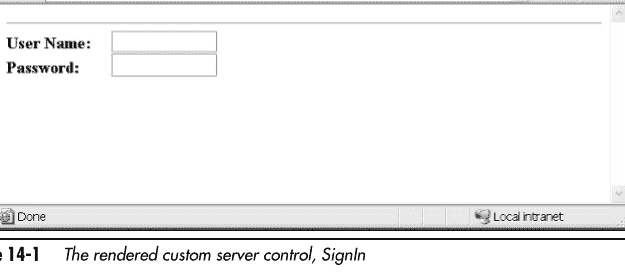 User Name:
Password:
Done
Local intranet
14-1 The rendered custom server control, SignIn